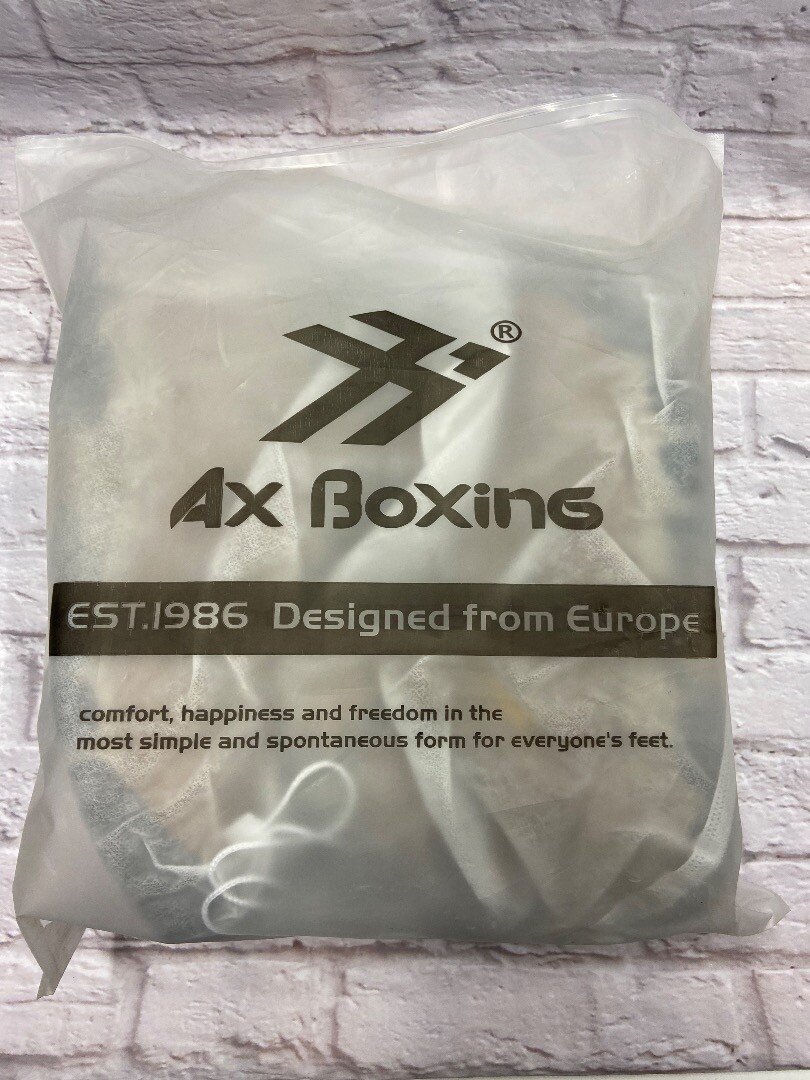 ®
Ax Boxing
EST.1986 Designed from Europe
comfort, happiness and freedom in the
most simple and spontaneous form for everyone's feet.